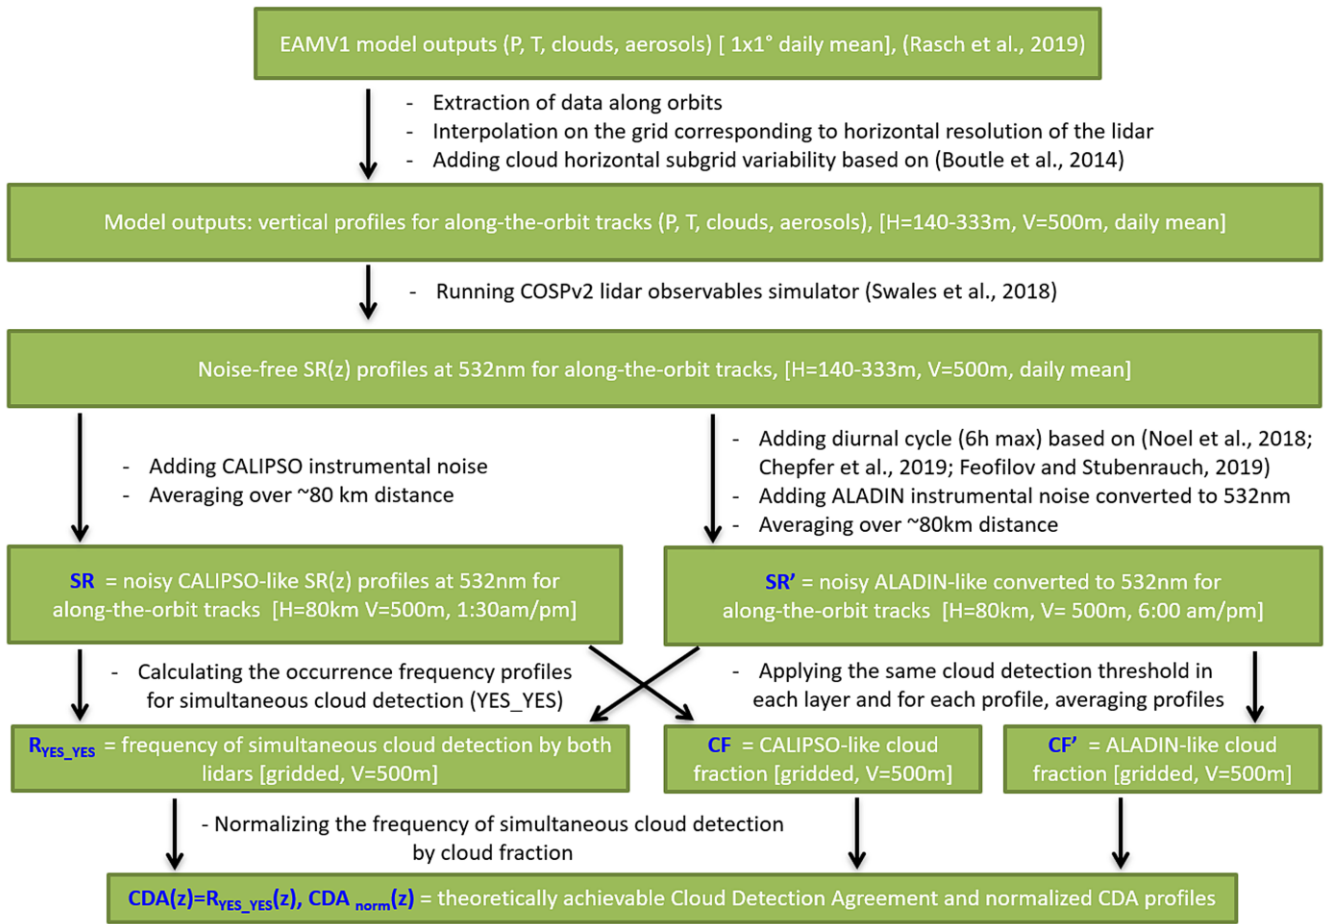 EAMV1 model outputs (P, T, clouds, aerosols) [ 1x1° daily mean], (Rasch et al., 2019)
- Extraction of data along orbits
- Interpolation on the grid corresponding to horizontal resolution of the lidar
- Adding cloud horizontal subgrid variability based on (Boutle et al., 2014)
Model outputs: vertical profiles for along-the-orbit tracks (P, T, clouds, aerosols), [H=140-333m, V=500m, daily mean]
- Running COSPv2 lidar observables simulator (Swales et al., 2018)
Noise-free SR(z) profiles at 532nm for along-the-orbit tracks, [H=140-333m, V=500m, daily mean]
- Adding CALIPSO instrumental noise
- Averaging over ~80 km distance
- Adding diurnal cycle (6h max) based on (Noel et al., 2018;
Chepfer et al., 2019; Feofilov and Stubenrauch, 2019)
- Adding ALADIN instrumental noise converted to 532nm
- Averaging over ~80km distance
SR = noisy CALIPSO-like SR(z) profiles at 532nm for
along-the-orbit tracks [H=80km V=500m, 1:30am/pm]
SR’ = noisy ALADIN-like converted to 532nm for
along-the-orbit tracks [H=80km, V= 500m, 6:00 am/pm]
- Calculating the occurrence frequency profiles
for simultaneous cloud detection (YES_YES)
- Applying the same cloud detection threshold in
each layer and for each profile, averaging profiles
RYES_YES = frequency of simultaneous cloud detection by both
lidars [gridded, V=500m]
CF = CALIPSO-like cloud
fraction [gridded, V=500m]
CF’ = ALADIN-like cloud
fraction [gridded, V=500m]
- Normalizing the frequency of simultaneous cloud detection
by cloud fraction
CDA(z)=RYES_YES(z), CDA norm(z) = theoretically achievable Cloud Detection Agreement and normalized CDA profiles